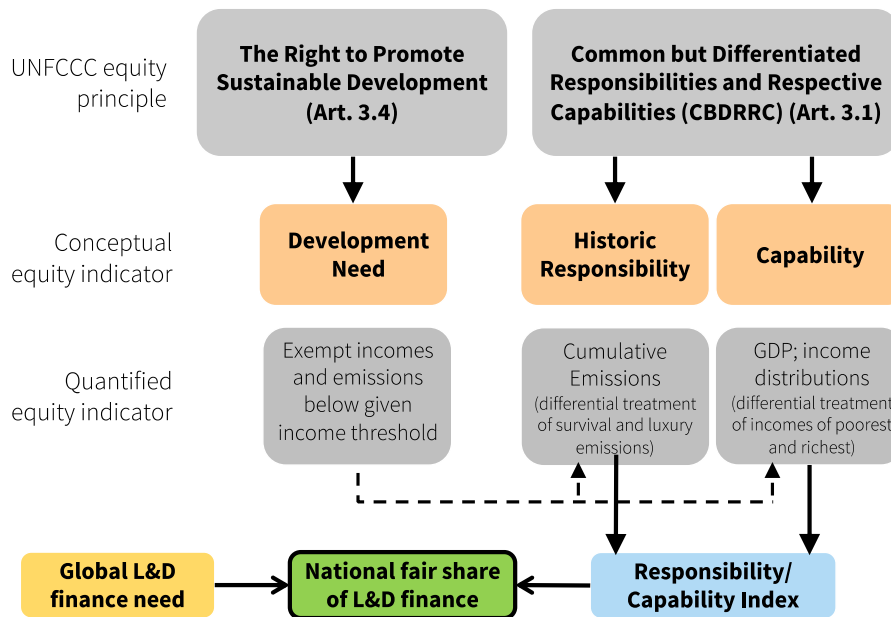 UNFCCC equity
principle
The Right to Promote
Sustainable Development
(Art. 3.4)
Common but Differentiated
Responsibilities and Respective
Capabilities (CBDRRC) (Art. 3.1)
Conceptual
equity indicator
Development
Need
Historic
Responsibility
Capability
Quantified
equity indicator
Exempt incomes
and emissions
below given
income threshold
Cumulative
Emissions
(differential treatment
of survival and luxury
emissions)
GDP; income
distributions
(differential treatment
of incomes of poorest
and richest)
Global L&D
finance need
National fair share
of L&D finance
Responsibility/
Capability Index